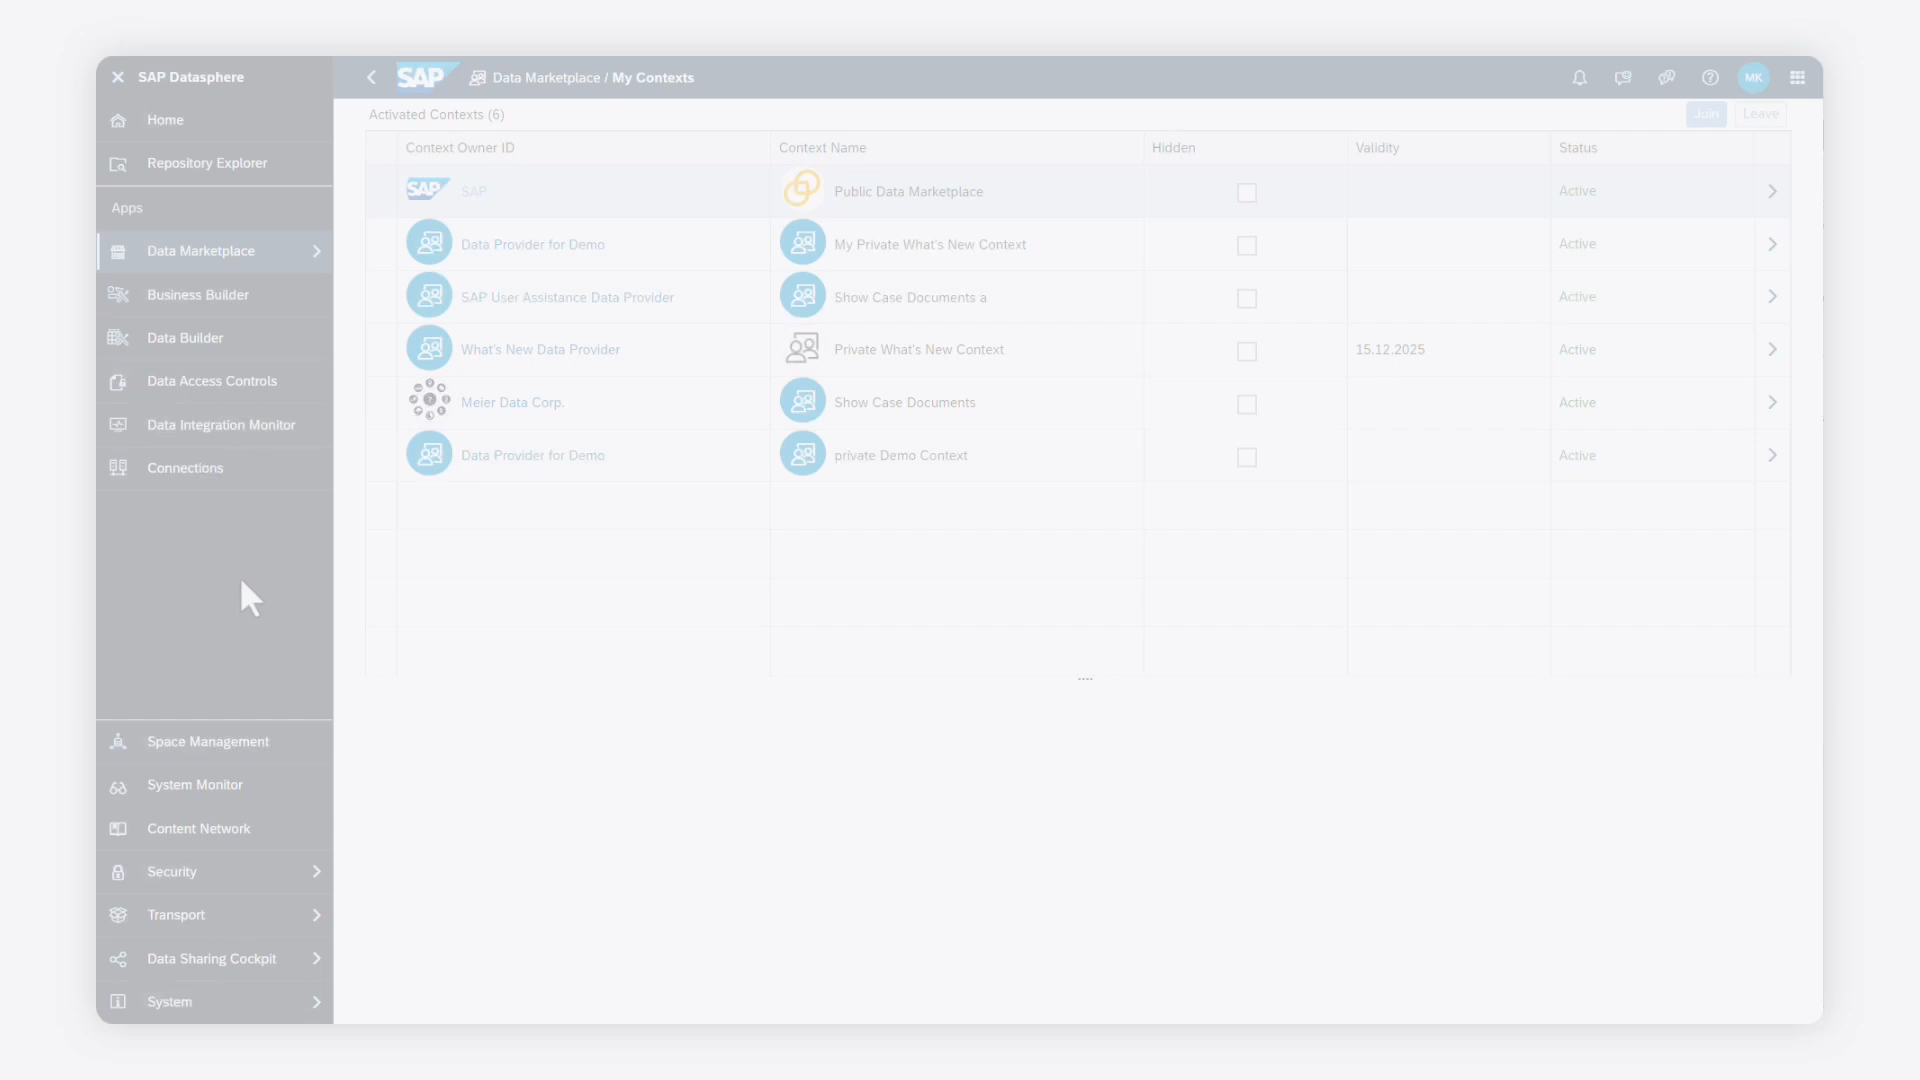 SAP Datasphere
Home
Repository Explorer
Apps
Data Marketplace
Business Builder
Data Builder
Data Access Controls
Data Integration Monitor
Connections
Space Management
System Monitor
Content Network
Security
Transport
Data Sharing Cockpit
System
SAP Data Marketplace / My Contexts MK
Activated Contexts (6) Join Leave
Context Owner ID Context Name Hidden Validity Status
SAP SAP Public Data Marketplace Active
Data Provider for Demo My Private What's New Context Active
SAP User Assistance Data Provider Show Case Documents a Active
What's New Data Provider Private What's New Context 15.12.2025 Active
Meier Data Corp. Show Case Documents Active
Data Provider for Demo private Demo Context Active